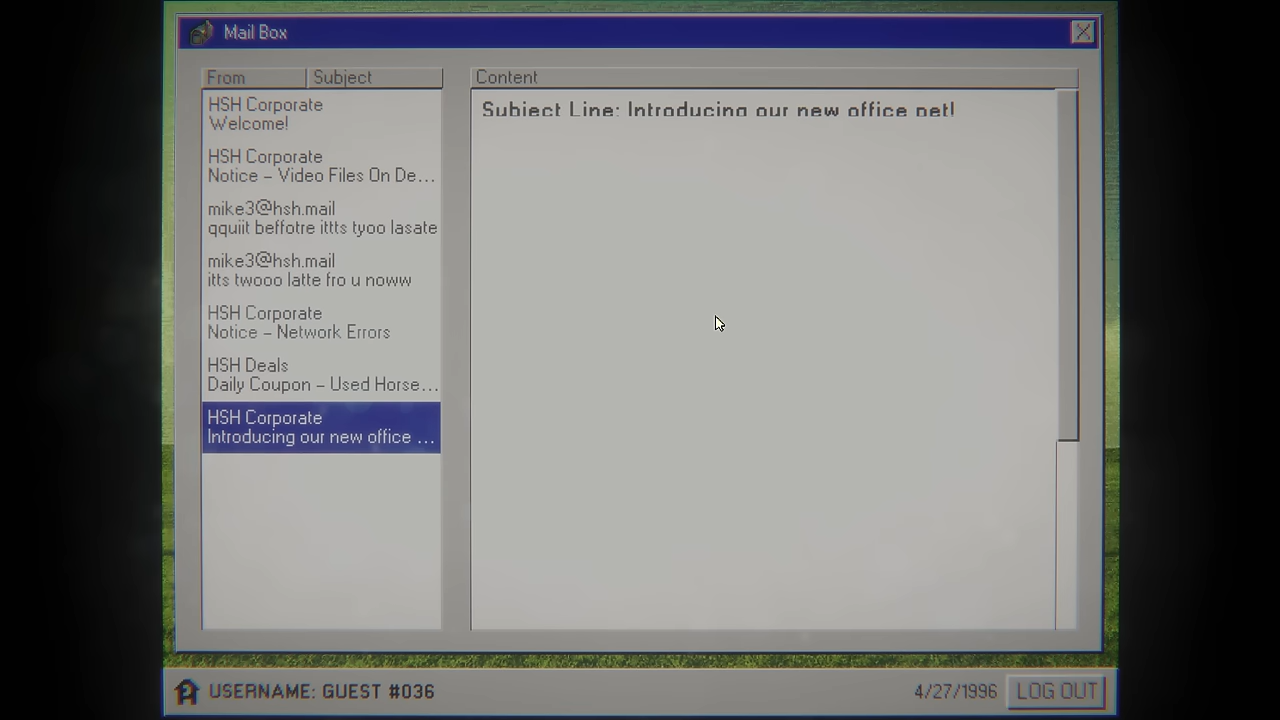 Mail Box
From Subject
Content
HSH Corporate
Welcome!
HSH Corporate
Notice - Video Files On De...
mike3@hsh.mail
qquiit beffotre ittts tyoo lasate
mike3@hsh.mail
itts twooo latte fro u noww
HSH Corporate
Notice - Network Errors
HSH Deals
Daily Coupon - Used Horse...
HSH Corporate
Introducing our new office ...
Subject Line: Introducing our new office pet!
USERNAME: GUEST #036
4/27/1996
LOG OUT